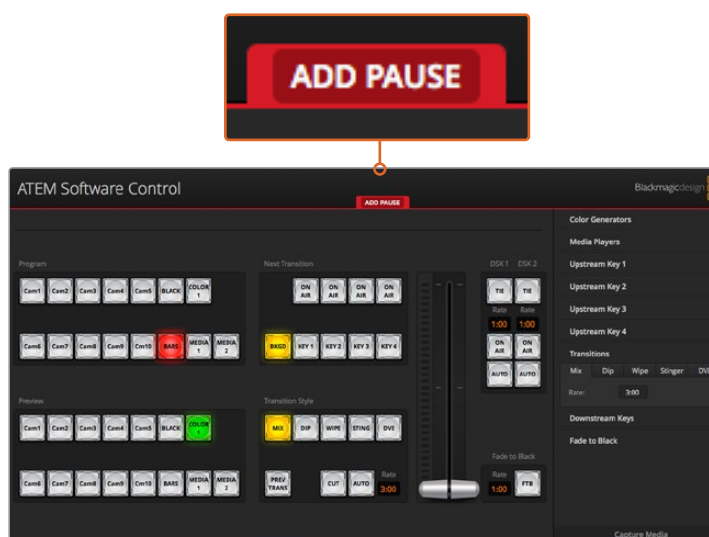 ADD PAUSE
ATEM Software Control
Blackmagicdesign
ADD PAUSE
Program
Cam1 Cam2 Cam3 Cam4 Cam5 BLACK COLOR 1
Cam6 Cam7 Cam8 Cam9 Cm10 BARS MEDIA 1 MEDIA 2
Next Transition
ON AIR ON AIR ON AIR ON AIR
BKGD KEY 1 KEY 2 KEY 3 KEY 4
DSK 1 DSK 2
TIE TIE
Rate Rate
1:00 1:00
ON AIR ON AIR
AUTO AUTO
Preview
Cam1 Cam2 Cam3 Cam4 Cam5 BLACK COLOR 1
Cam6 Cam7 Cam8 Cam9 Cm10 BARS MEDIA 1 MEDIA 2
Transition Style
MIX DIP WIPE STING DVE
PREV TRANS CUT AUTO Rate 3:00
Fade to Black
Rate 1:00 FTB
Color Generators
Media Players
Upstream Key 1
Upstream Key 2
Upstream Key 3
Upstream Key 4
Transitions
Mix Dip Wipe Stinger
Rate: 3:00
Downstream Keys
Fade to Black
Capture Media